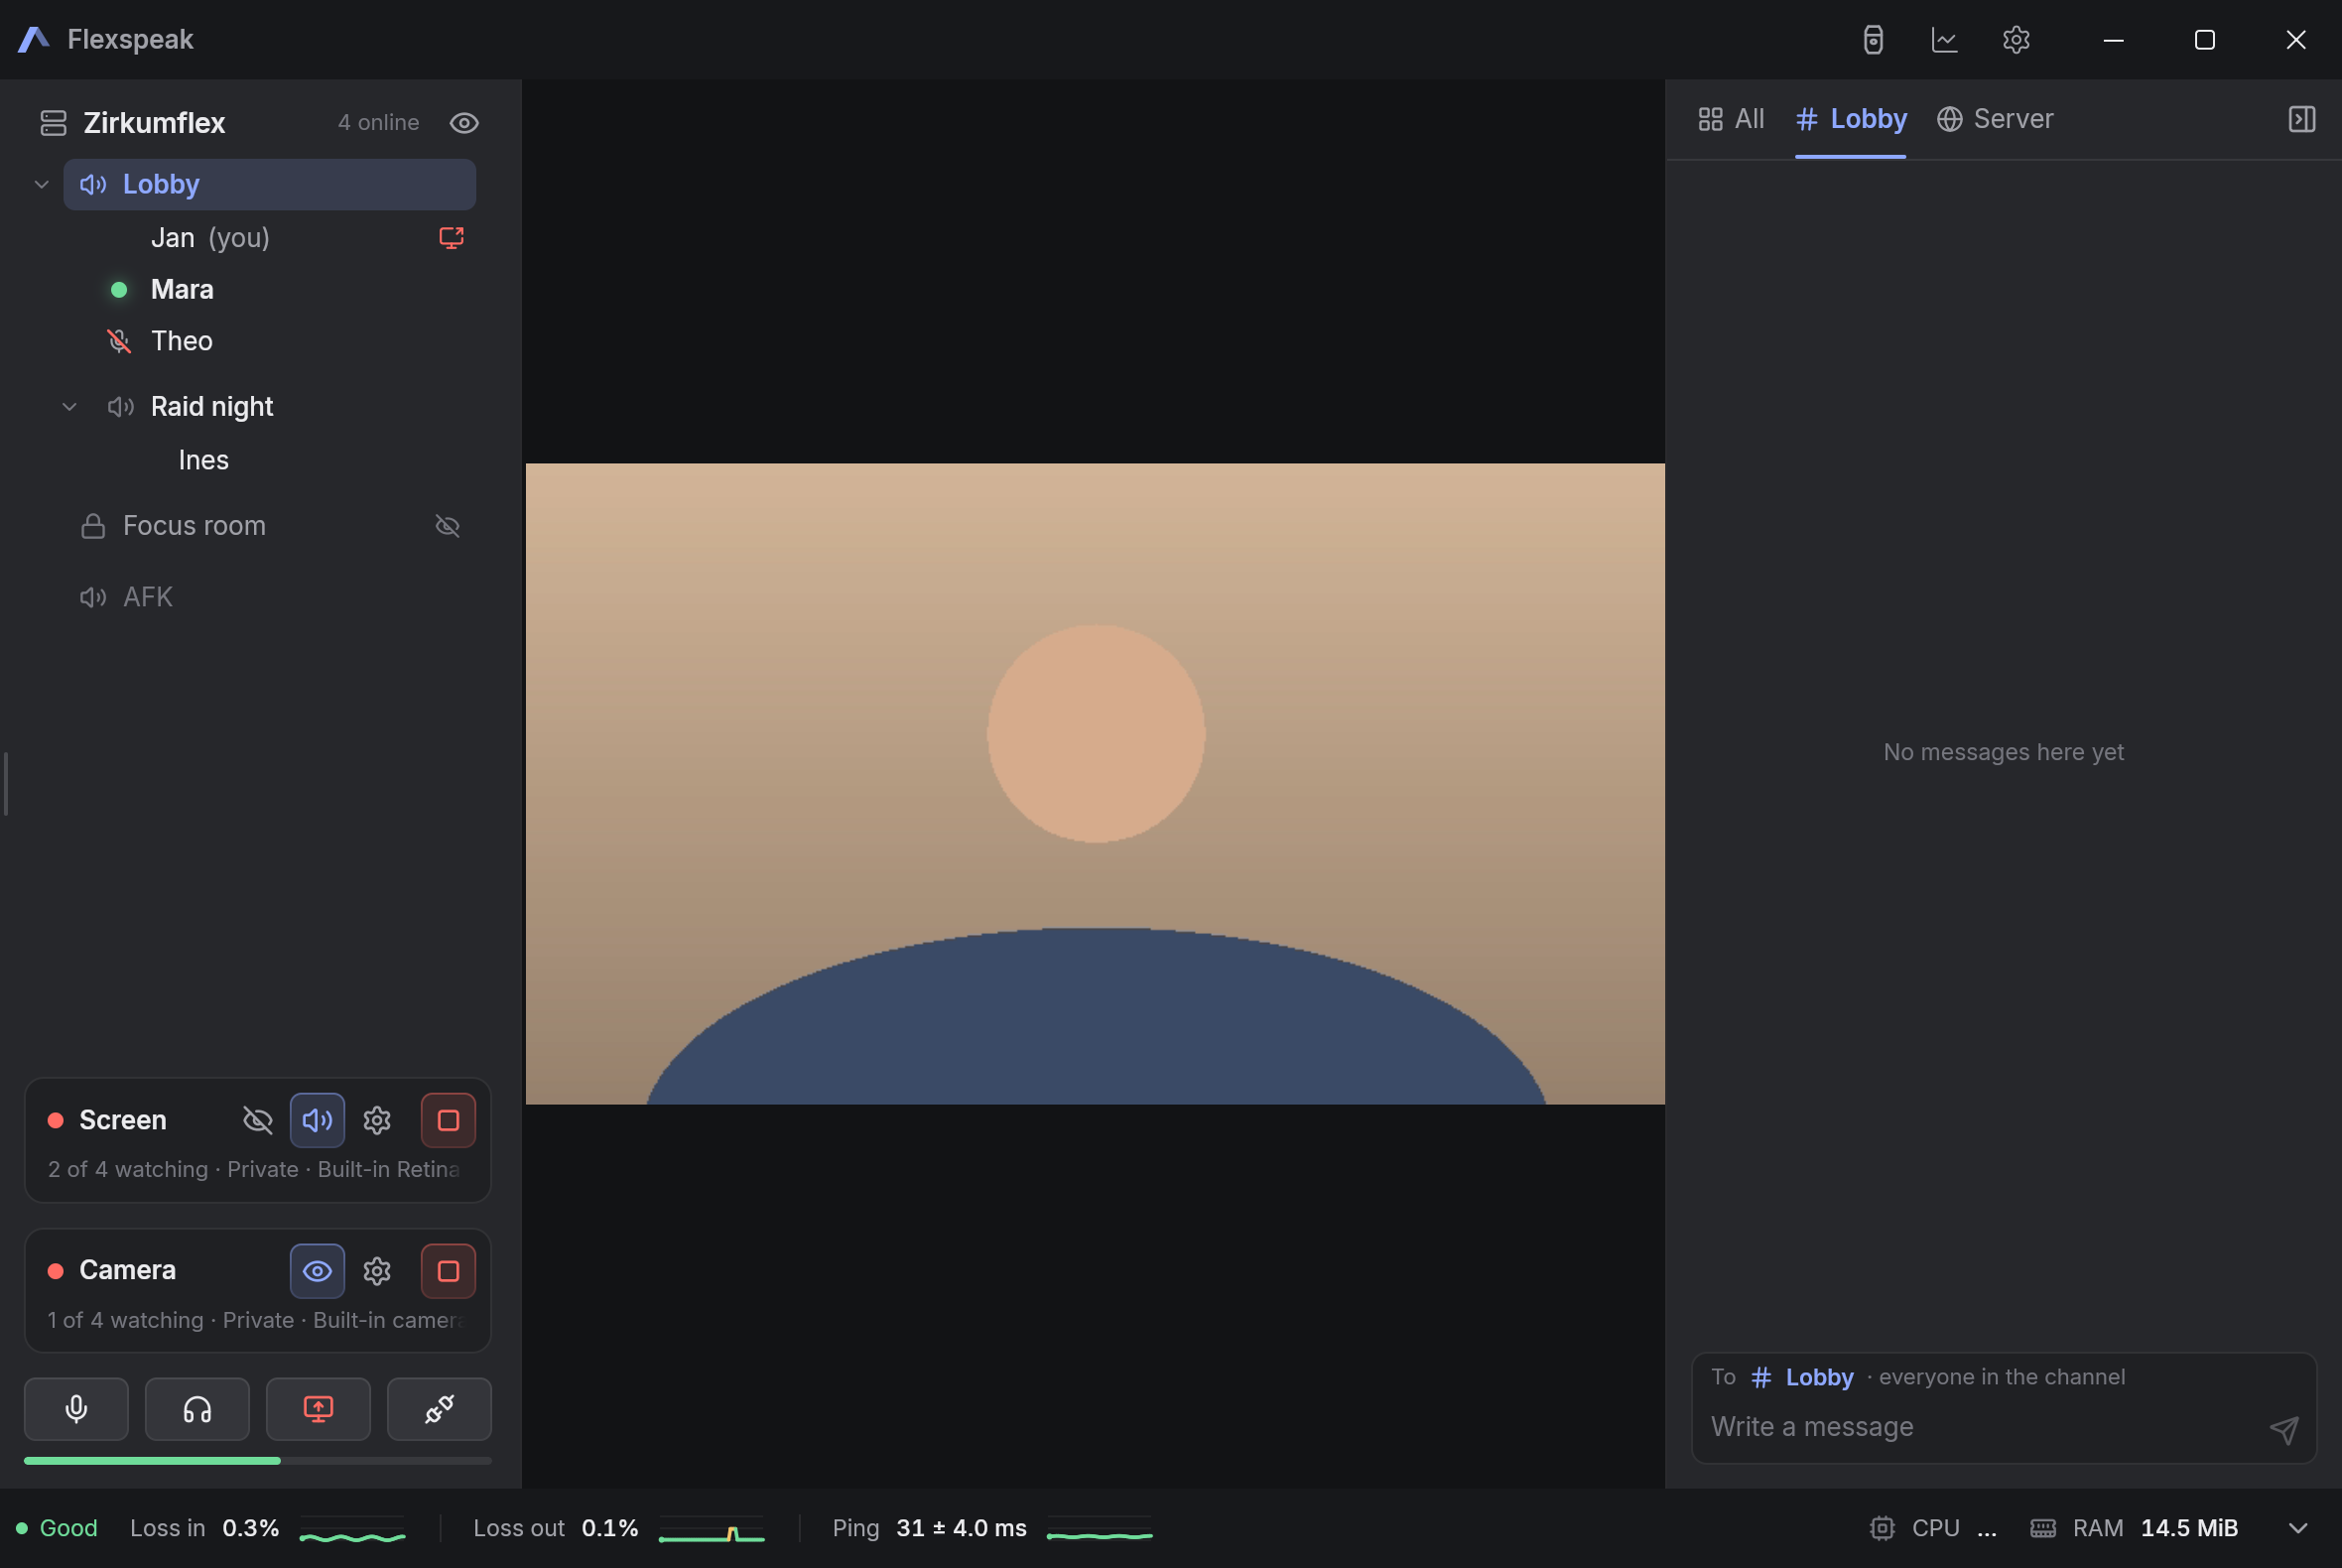 Flexspeak
Zirkumflex 4 online
Lobby
Jan (you)
Mara
Theo
Raid night
Ines
Focus room
AFK
Screen
2 of 4 watching · Private · Built-in Retina
Camera
1 of 4 watching · Private · Built-in camera
All # Lobby Server
No messages here yet
To # Lobby · everyone in the channel
Write a message
Good Loss in 0.3% Loss out 0.1% Ping 31 ± 4.0 ms CPU ... RAM 14.5 MiB